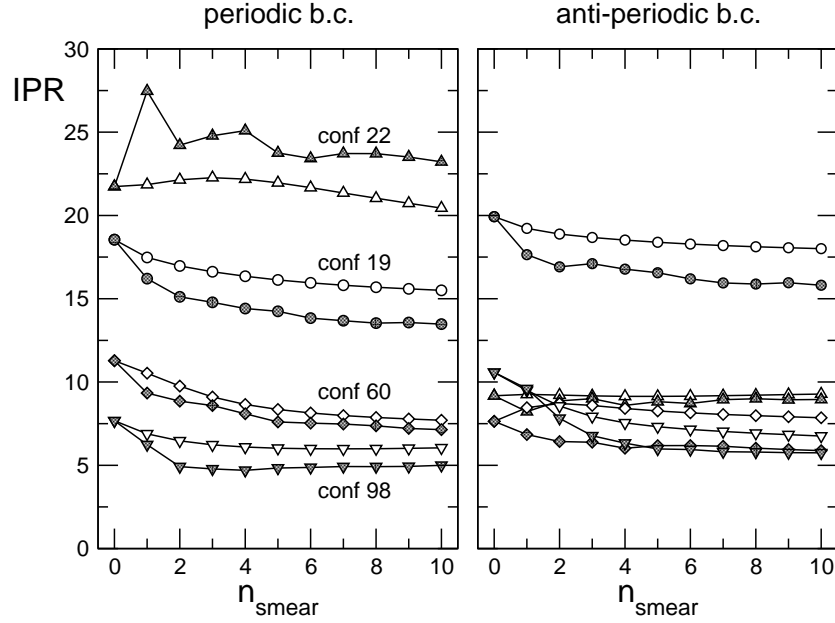 periodic b.c.
anti-periodic b.c.
IPR
30
25
20
15
10
5
0
conf 22
conf 19
conf 60
conf 98
0 2 4 6 8 10
0 2 4 6 8 10
n_smear
n_smear